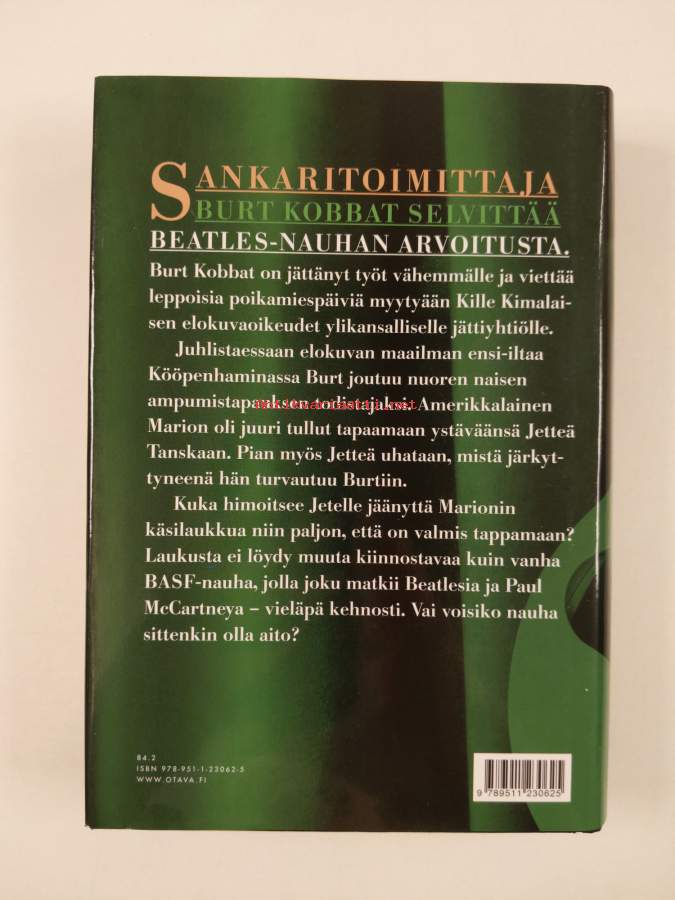 SANKARITOIMITTAJA
BURT KOBBAT SELVITTÄÄ
BEATLES-NAUHAN ARVOITUSTA.
Burt Kobbat on jättänyt työt vähemmälle ja viettää
leppoisia poikamiespäiviä myytyään Kille Kimalai-
sen elokuvaoikeudet ylikansalliselle jättiyhtiölle.
Juhlistaessaan elokuvan maailman ensi-iltaa
Kööpenhaminassa Burt joutuu nuoren naisen
ampumistapauksen todistajaksi. Amerikkalainen
Marion oli juuri tullut tapaamaan ystäväänsä Jetteä
Tanskaan. Pian myös Jetteä uhataan, mistä järkyt-
tyneenä hän turvautuu Burtiin.
Kuka himoitsee Jetelle jäänyttä Marionin
käsilaukkua niin paljon, että on valmis tappamaan?
Laukusta ei löydy muuta kiinnostavaa kuin vanha
BASF-nauha, jolla joku matkii Beatlesia ja Paul
McCartneya – vieläpä kehnosti. Vai voisiko nauha
sittenkin olla aito?
84.2
ISBN 978-951-1-23062-5
WWW.OTAVA.FI
9 789511 230625